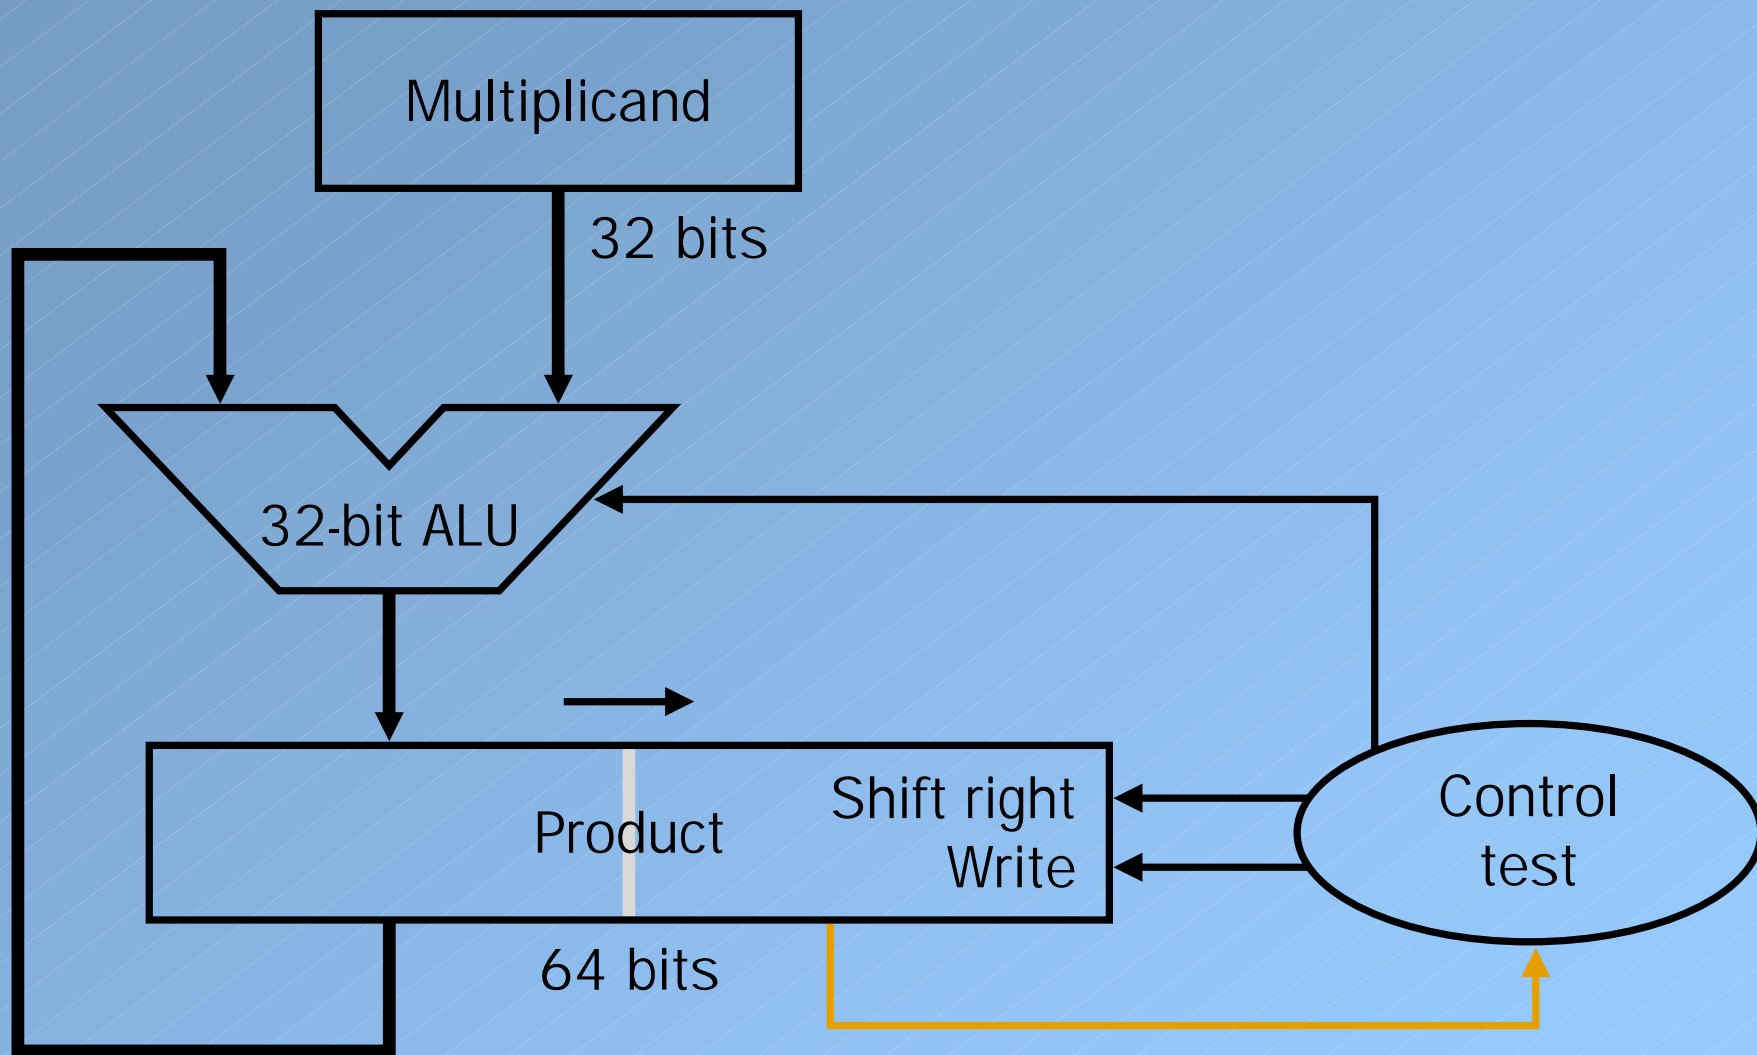 Multiplicand
32 bits
32-bit ALU
Product
Shift right
Write
Control
test
64 bits